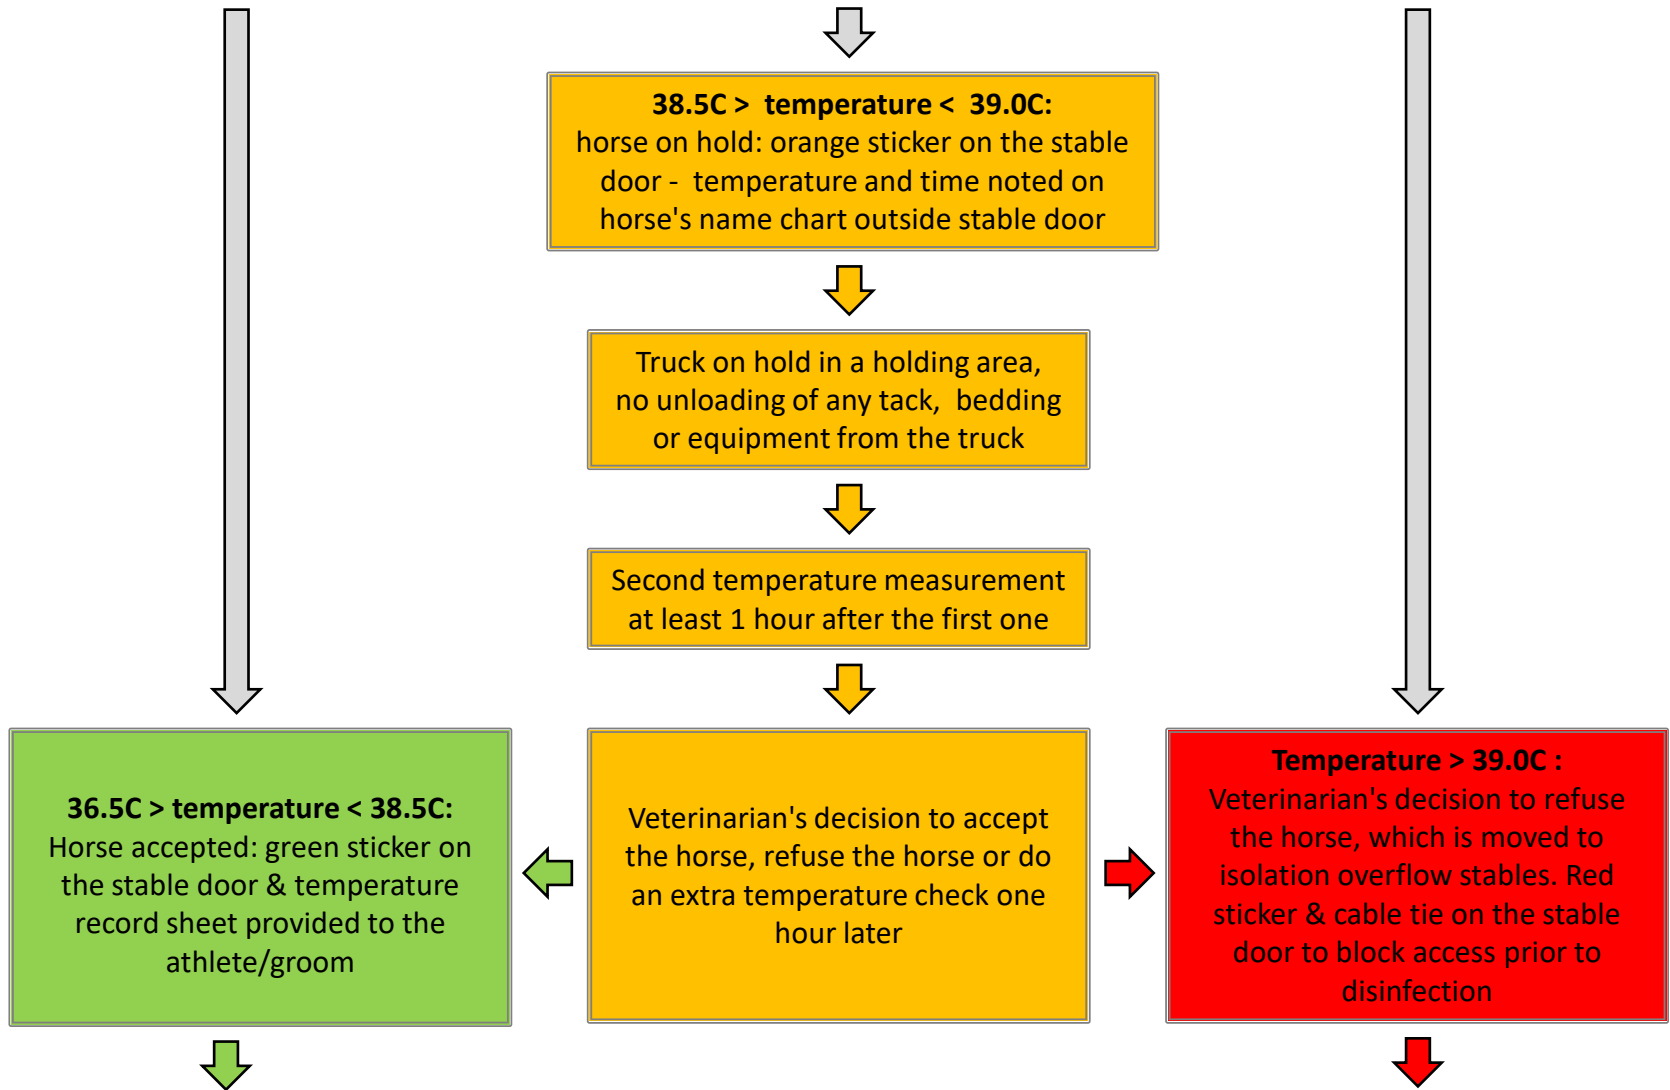 38.5C > temperature < 39.0C:
horse on hold: orange sticker on the stable
door - temperature and time noted on
horse's name chart outside stable door
Truck on hold in a holding area,
no unloading of any tack, bedding
or equipment from the truck
Second temperature measurement
at least 1 hour after the first one
36.5C > temperature < 38.5C:
Horse accepted: green sticker on
the stable door & temperature
record sheet provided to the
athlete/groom
Veterinarian's decision to accept
the horse, refuse the horse or do
an extra temperature check one
hour later
Temperature > 39.0C :
Veterinarian's decision to refuse
the horse, which is moved to
isolation overflow stables. Red
sticker & cable tie on the stable
door to block access prior to
disinfection